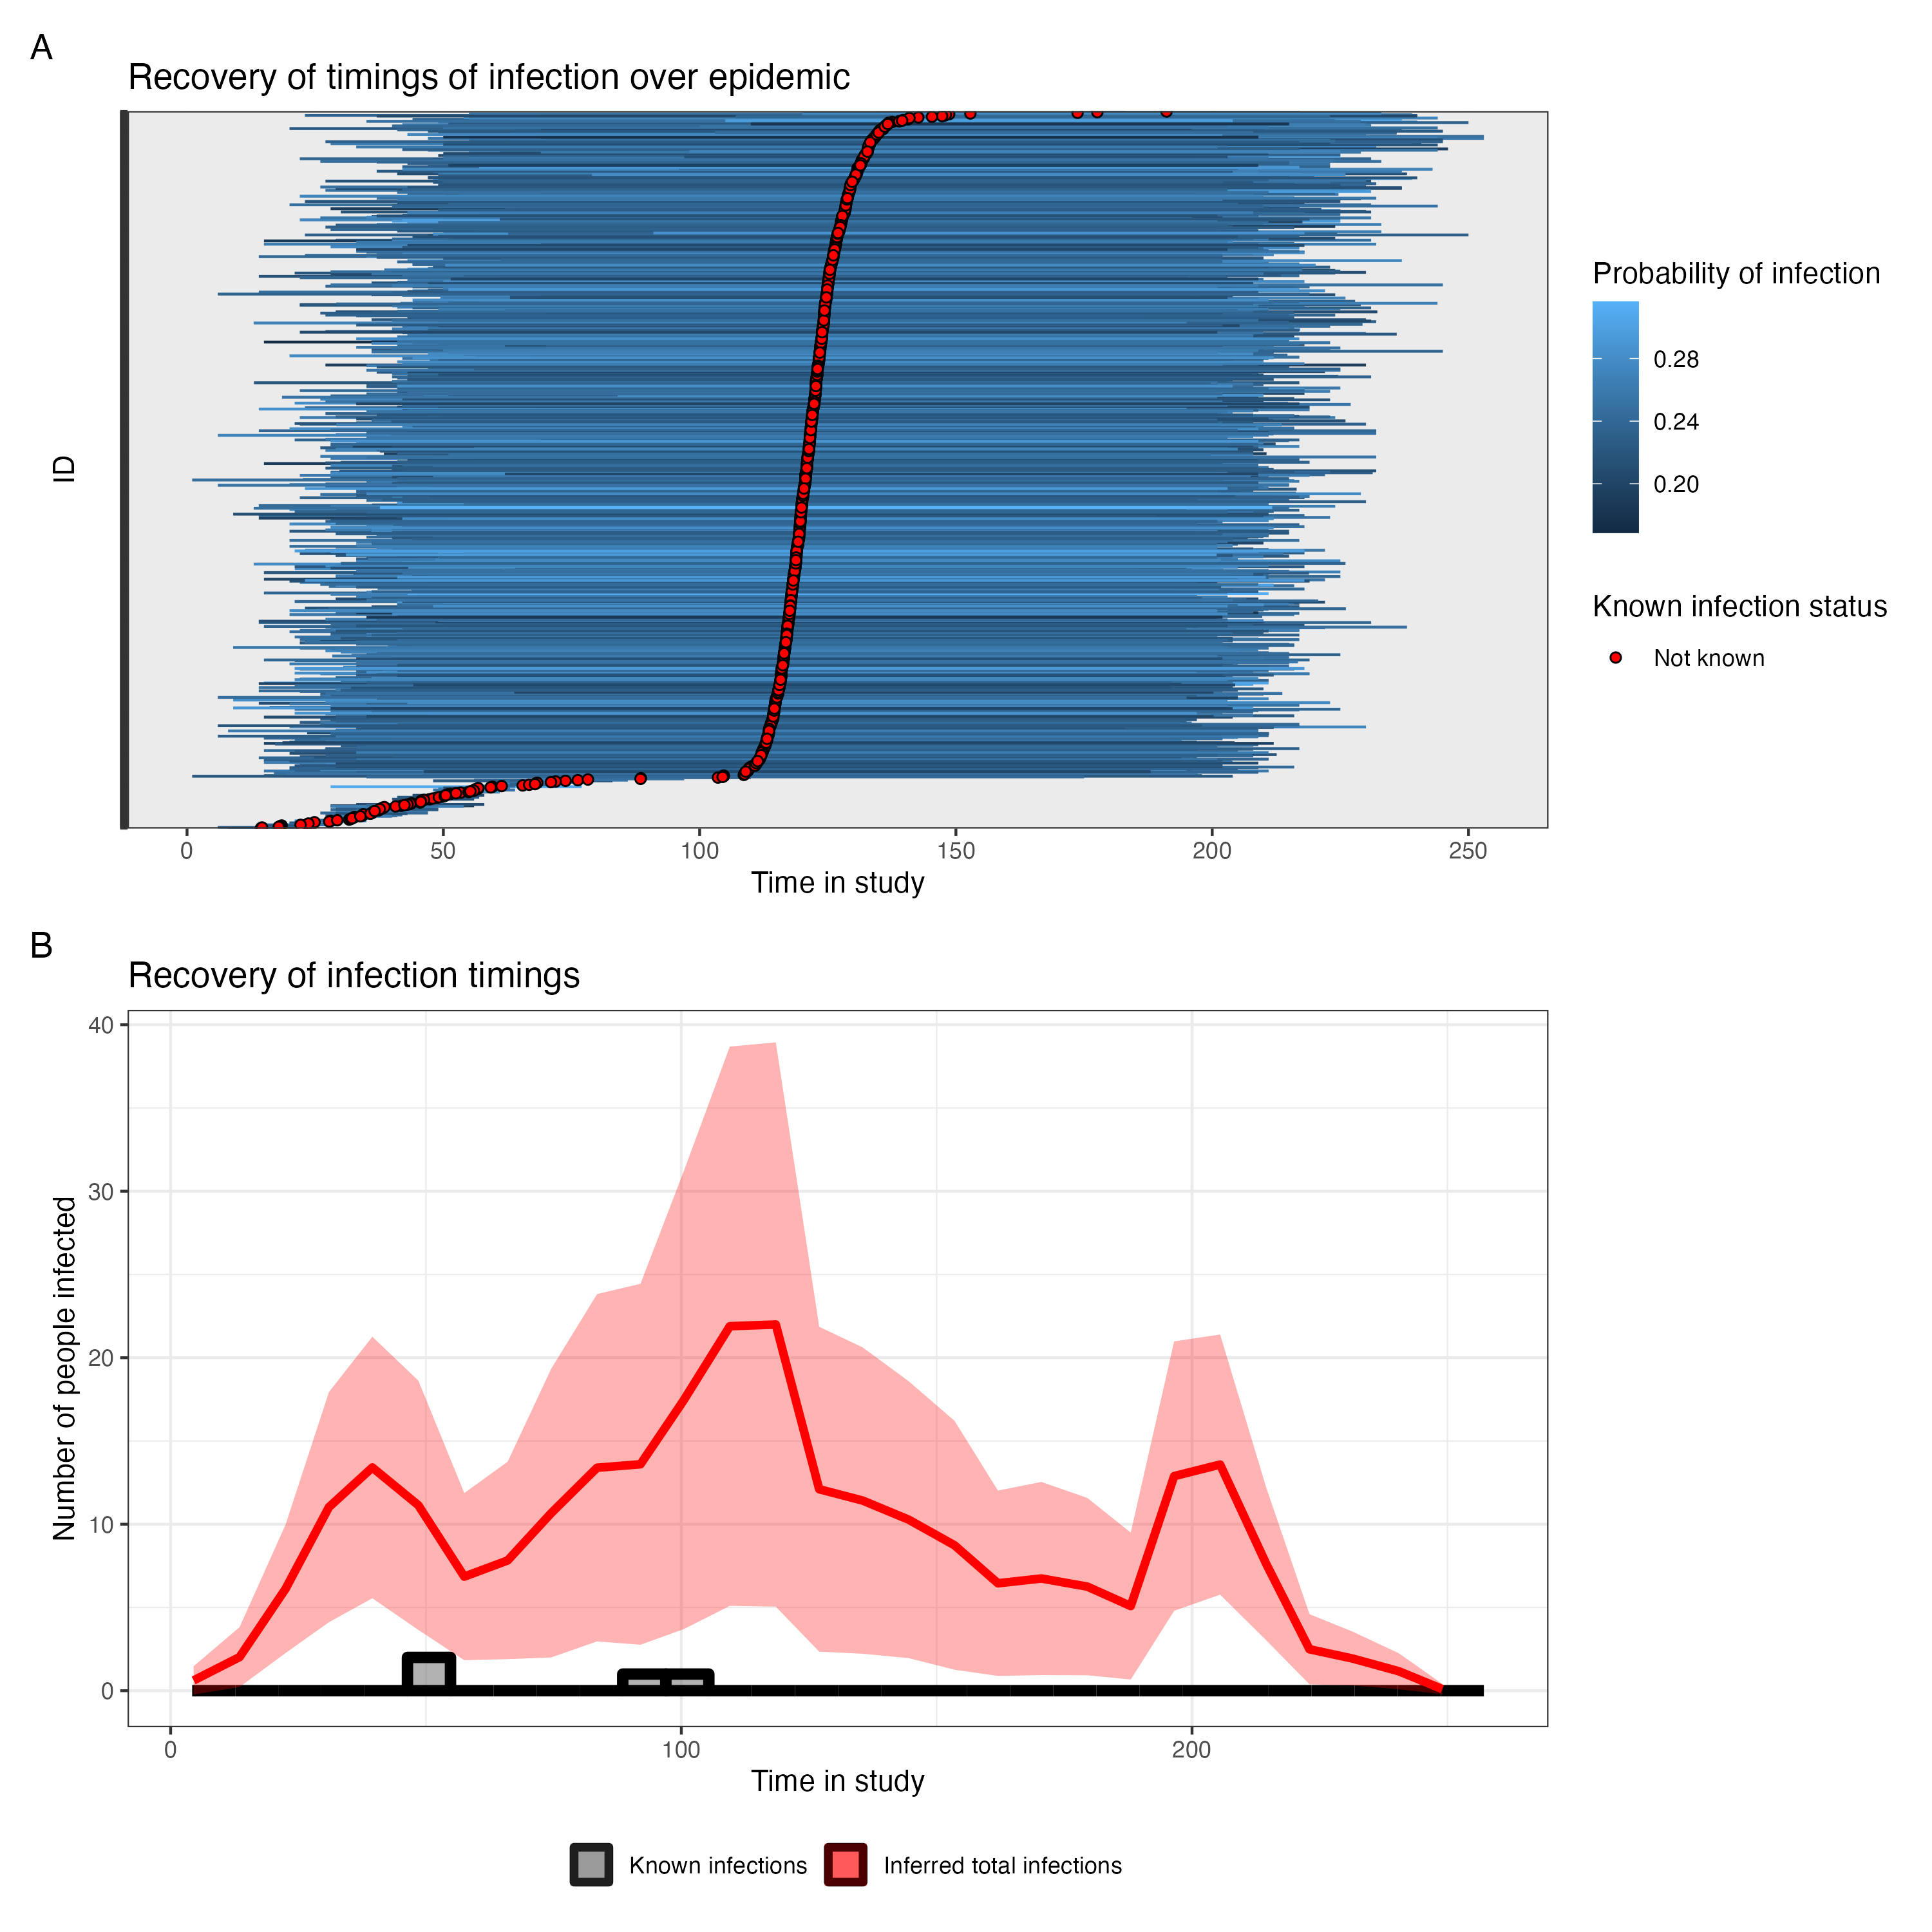 A
Recovery of timings of infection over epidemic
ID
0 50 100 150 200 250
Time in study
Probability of infection
0.28
0.24
0.20
Known infection status
Not known
B
Recovery of infection timings
Number of people infected
40
30
20
10
0
0 100 200
Time in study
Known infections Inferred total infections